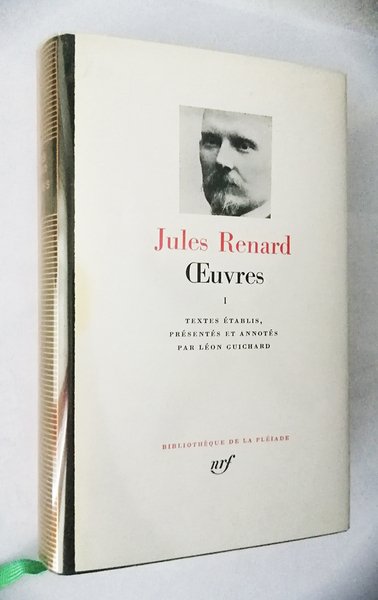 Jules Renard
Œuvres
I
TEXTES ÉTABLIS,
PRÉSENTÉS ET ANNOTÉS
PAR LÉON GUICHARD
BIBLIOTHÈQUE DE LA PLÉIADE
nrf